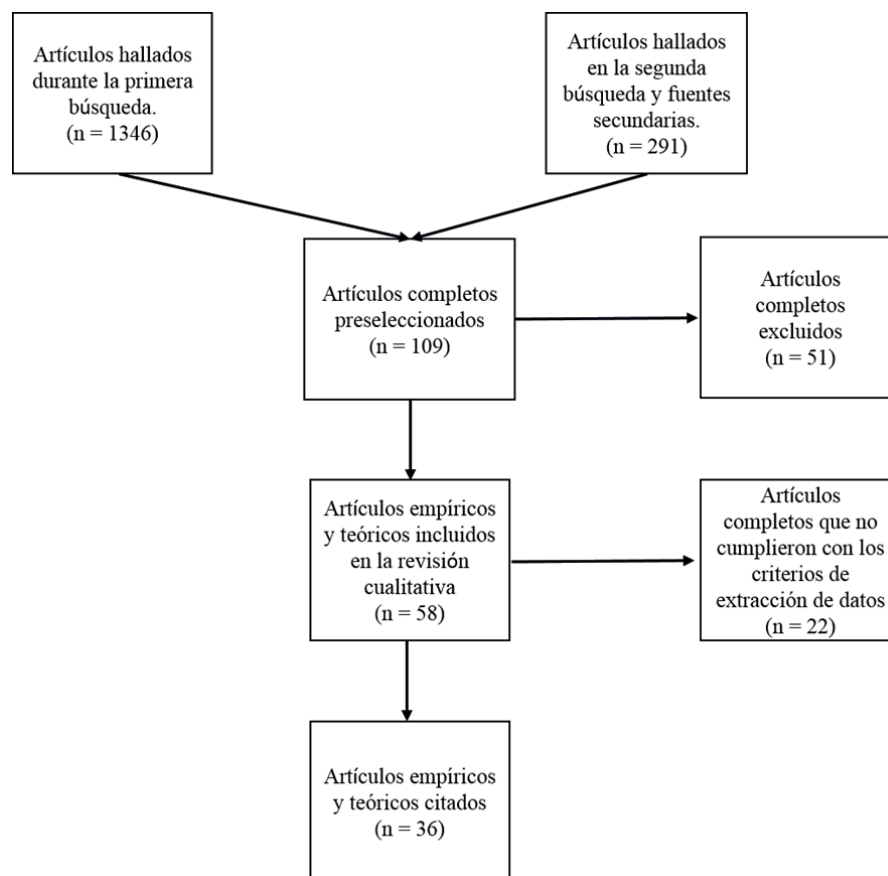 Artículos hallados
durante la primera
búsqueda.
(n = 1346)
Artículos hallados
en la segunda
búsqueda y fuentes
secundarias.
(n = 291)
Artículos completos
preseleccionados
(n = 109)
Artículos
completos
excluidos
(n = 51)
Artículos empíricos
y teóricos incluidos
en la revisión
cualitativa
(n = 58)
Artículos
completos que no
cumplieron con los
criterios de
extracción de datos
(n = 22)
Artículos empíricos
y teóricos citados
(n = 36)